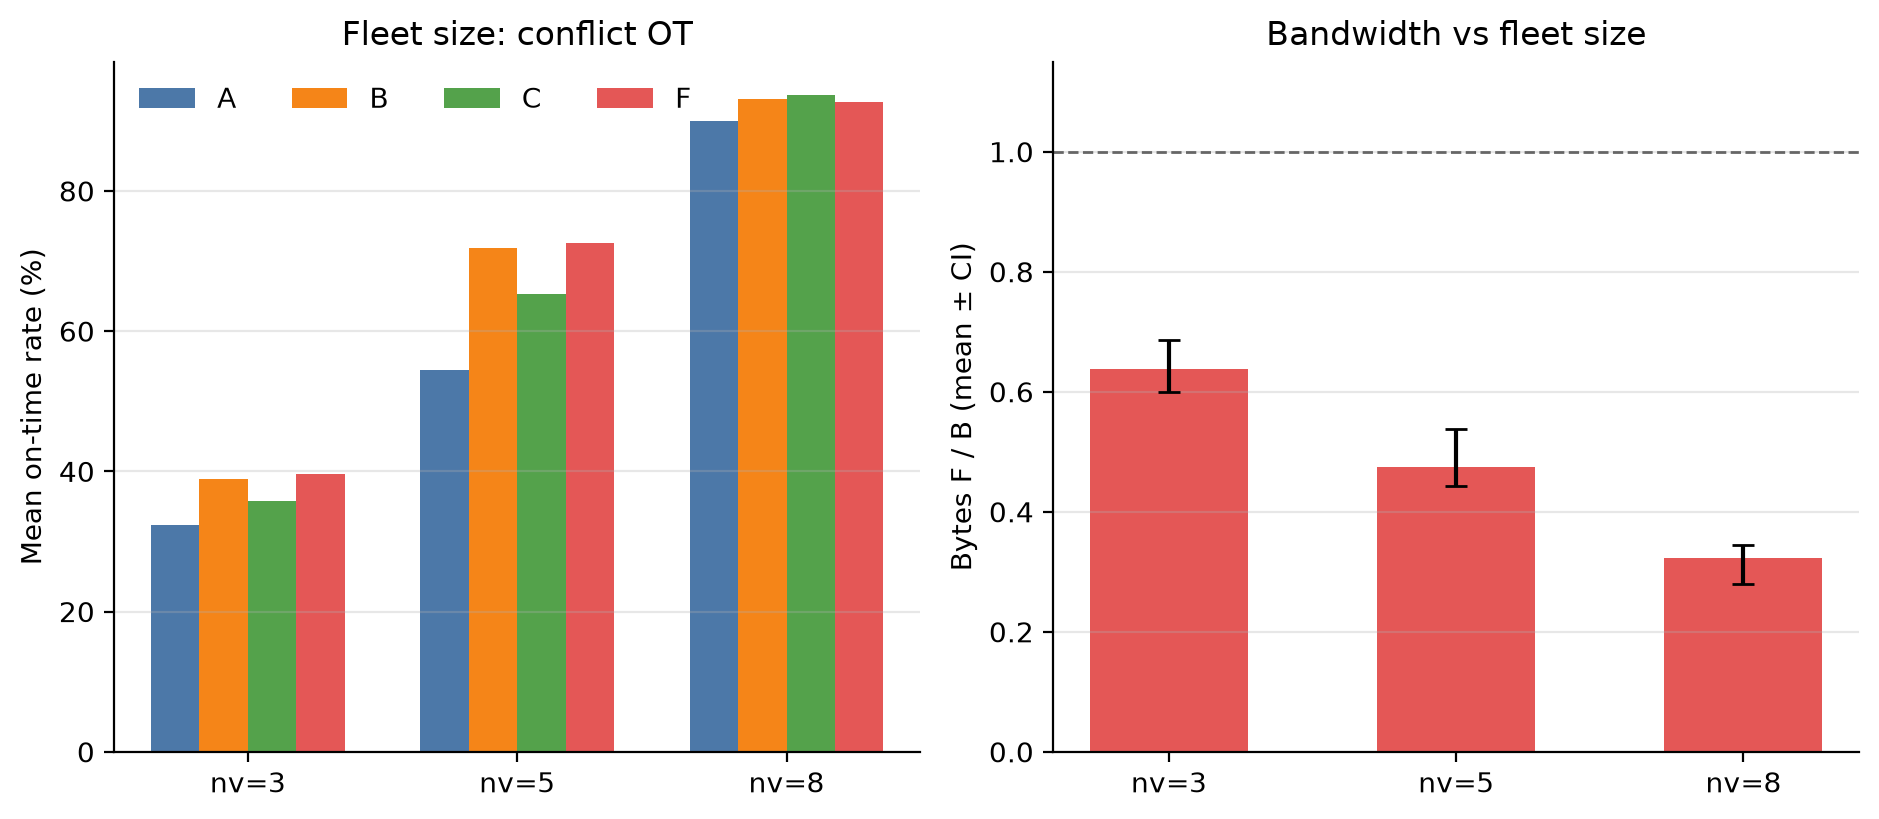 Fleet size: conflict OT
A B C F
Mean on-time rate (%)
80
60
40
20
0
nv=3 nv=5 nv=8
Bandwidth vs fleet size
Bytes F / B (mean ± CI)
1.0
0.8
0.6
0.4
0.2
0.0
nv=3 nv=5 nv=8